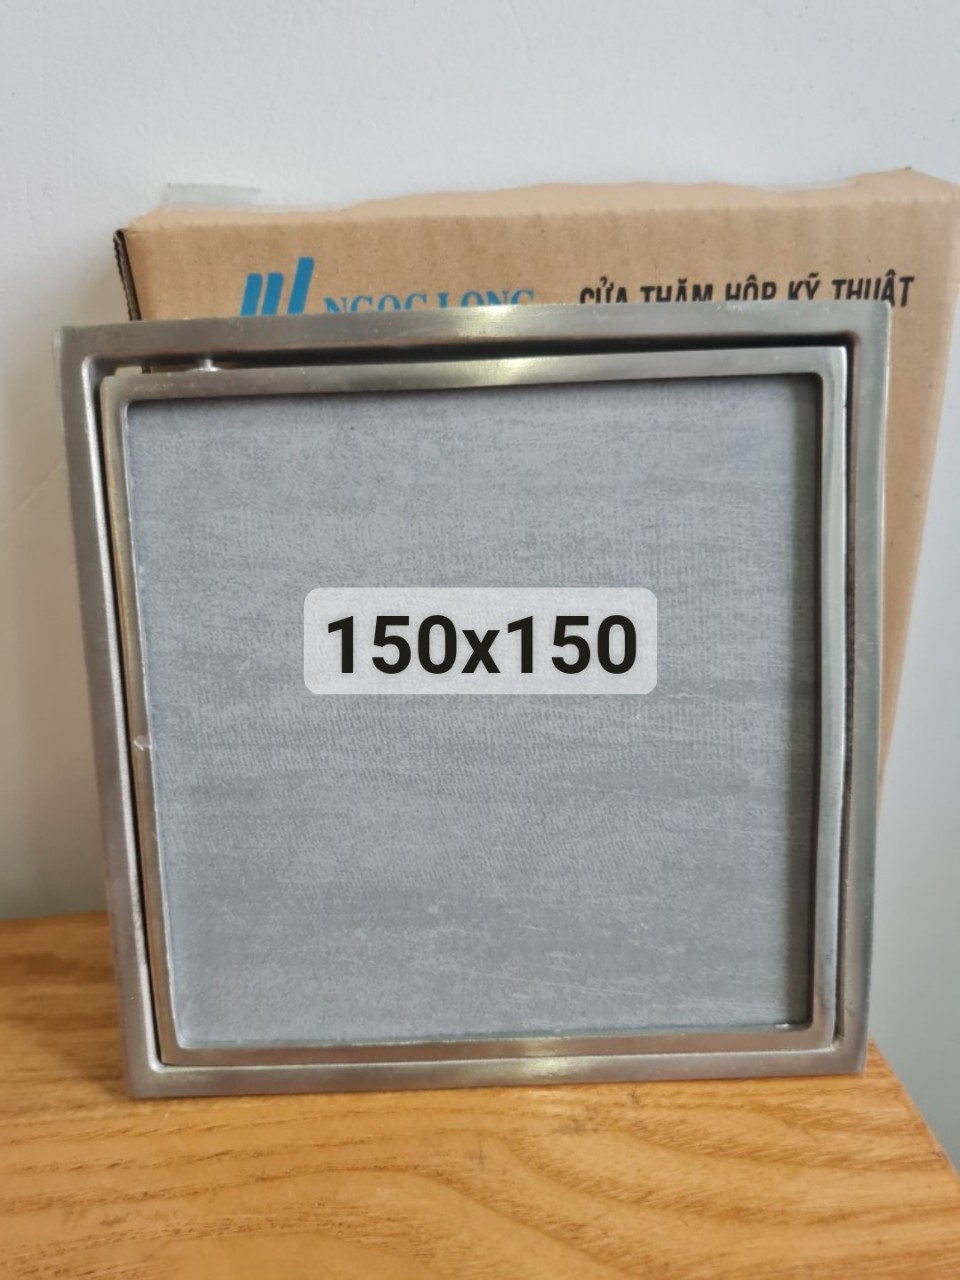 NGOC LONG
CỬA THĂM HỘP KỸ THUẬT
150x150